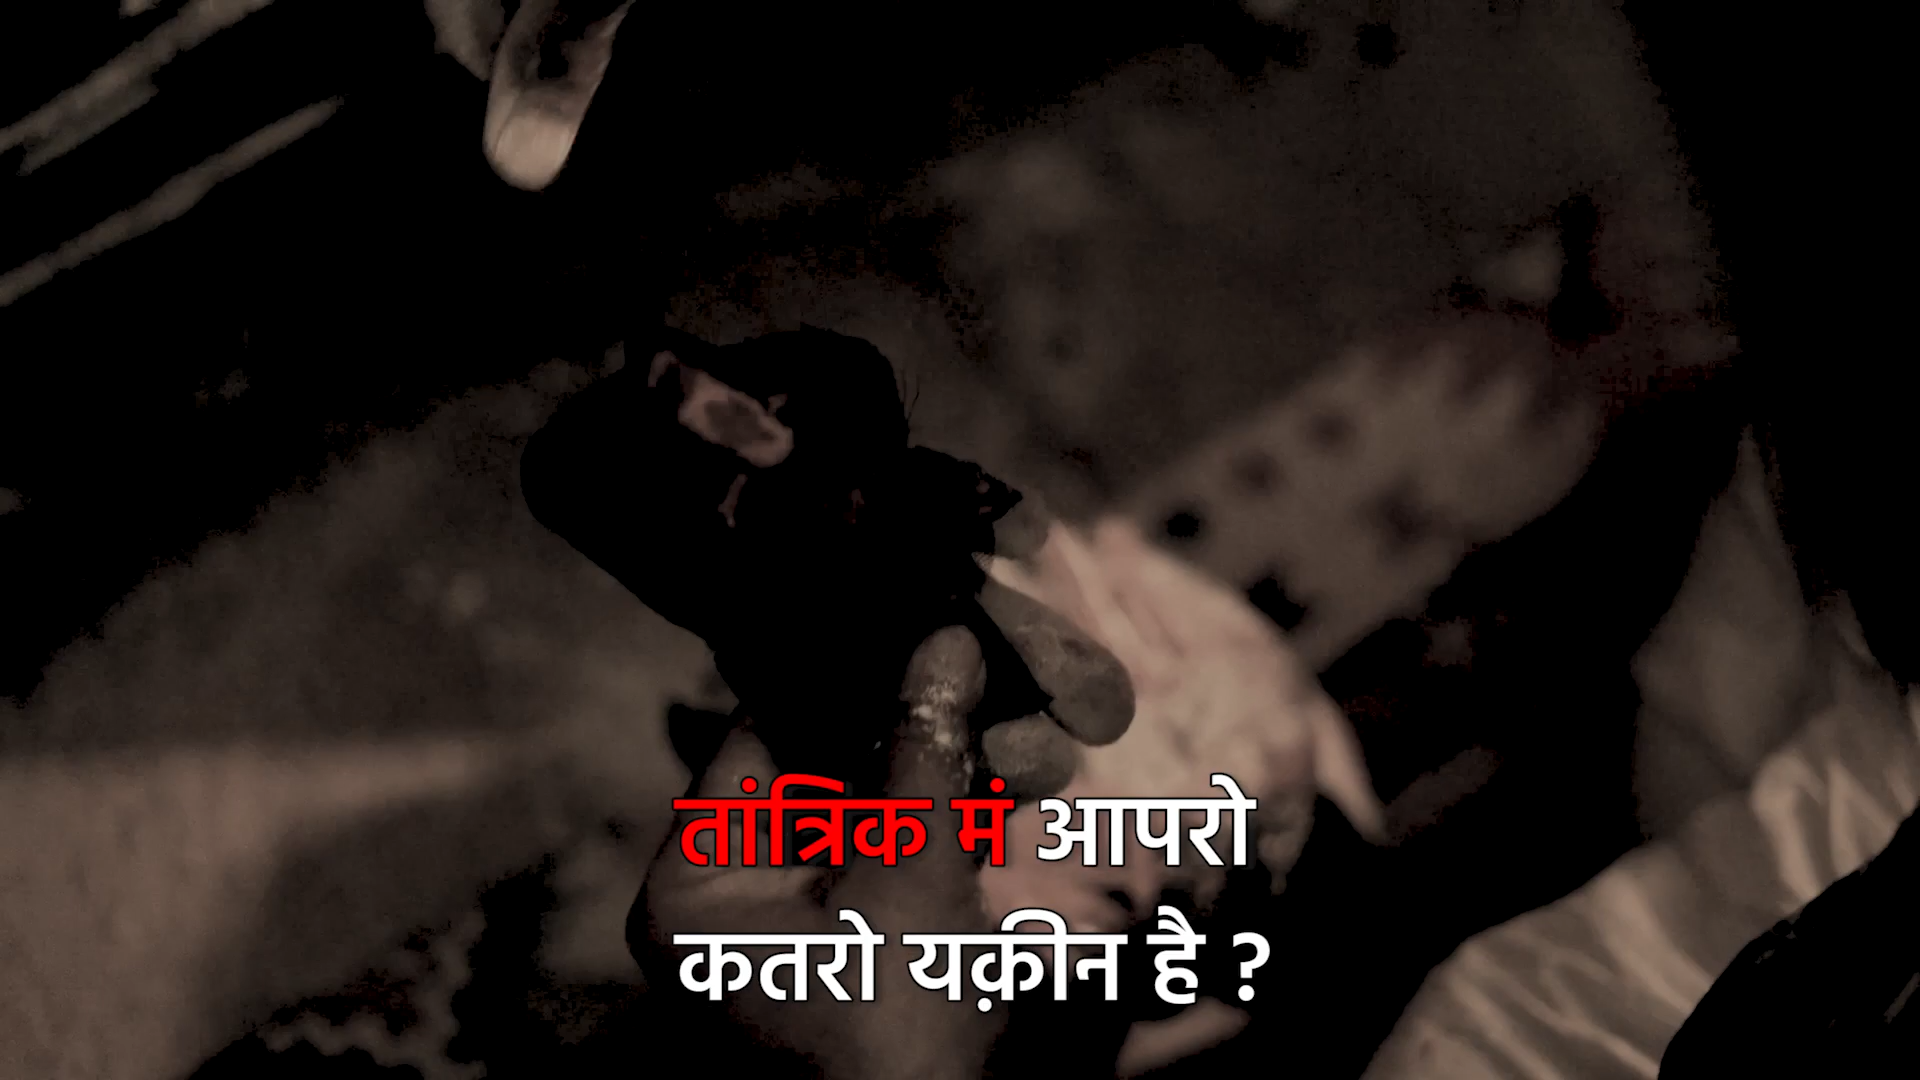 तांत्रिक मं आपरो
कतरो यक़ीन है ?